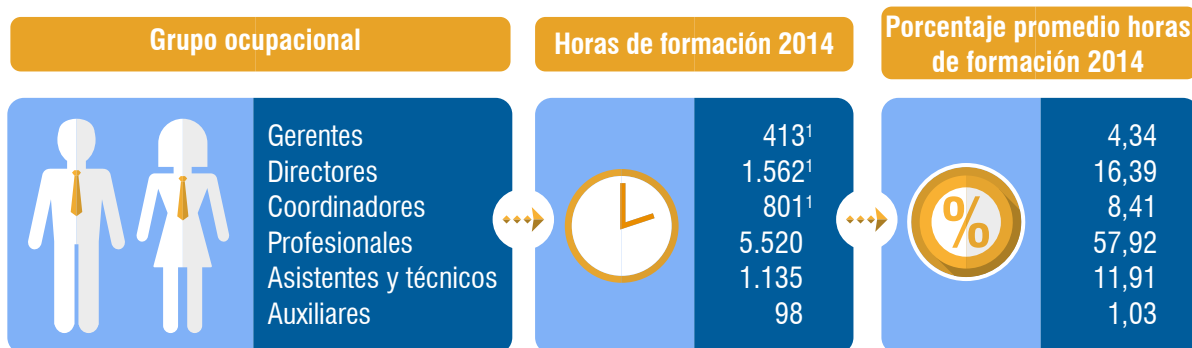 Grupo ocupacional
Horas de formación 2014
Porcentaje promedio horas
de formación 2014
Gerentes 413¹ 4,34
Directores 1.562¹ 16,39
Coordinadores 801¹ 8,41
Profesionales 5.520 57,92
Asistentes y técnicos 1.135 11,91
Auxiliares 98 1,03
%